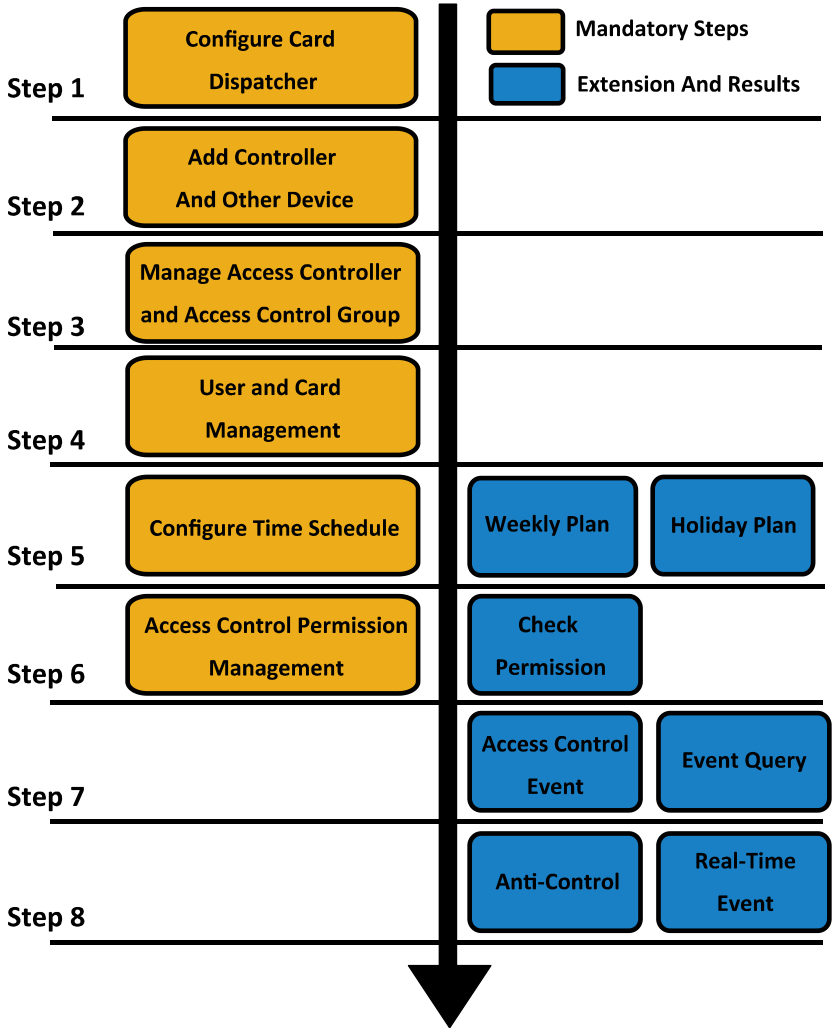 Configure Card
Dispatcher
Step 1
Mandatory Steps
Extension And Results
Add Controller
And Other Device
Step 2
Manage Access Controller
and Access Control Group
Step 3
User and Card
Management
Step 4
Configure Time Schedule
Step 5
Weekly Plan
Holiday Plan
Access Control Permission
Management
Step 6
Check
Permission
Step 7
Access Control
Event
Event Query
Step 8
Anti-Control
Real-Time
Event